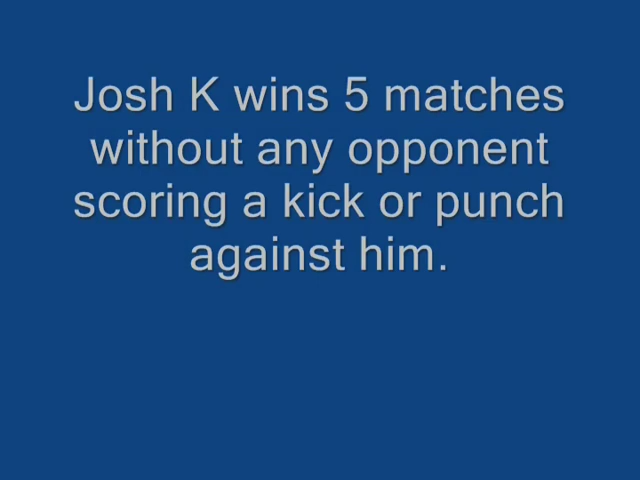 Josh K wins 5 matches
without any opponent
scoring a kick or punch
against him.